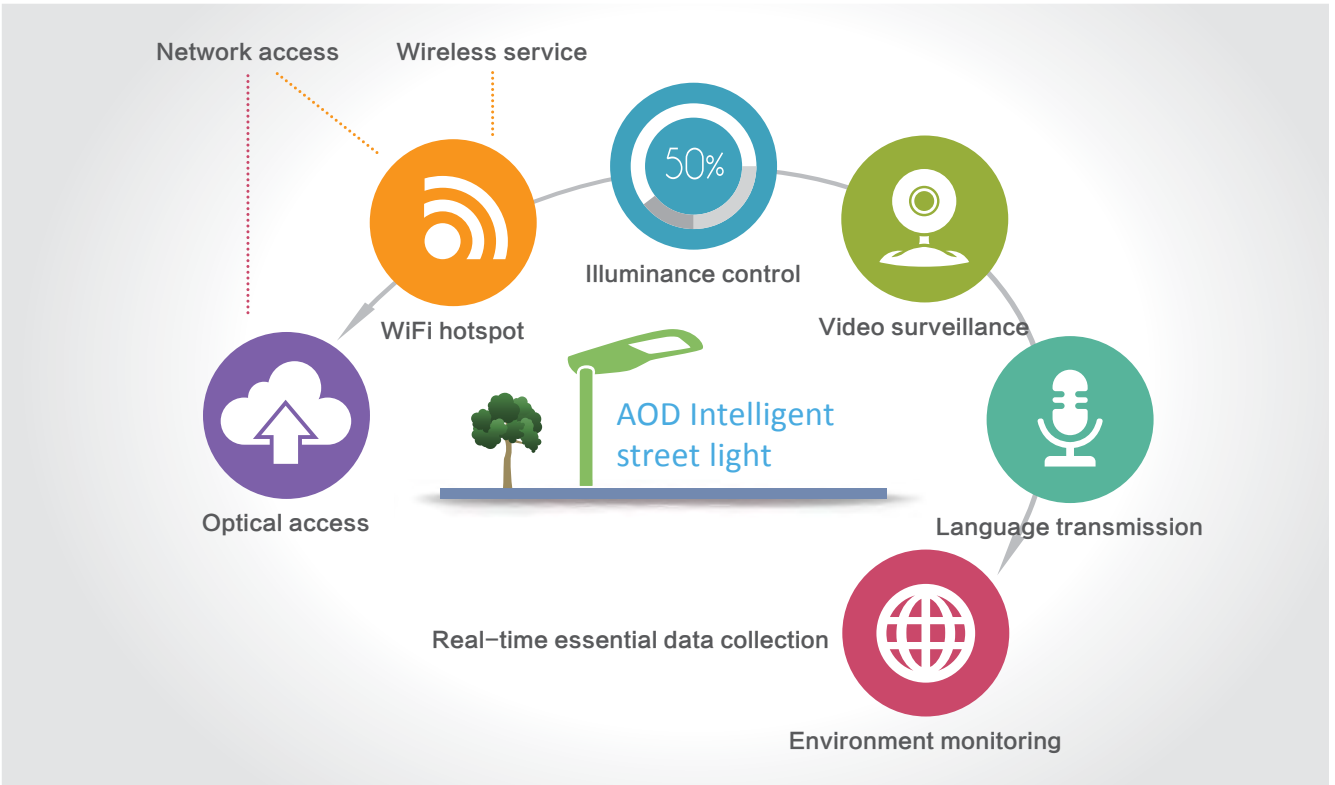 Network access
Wireless service
50%
Illuminance control
WiFi hotspot
Video surveillance
AOD Intelligent
street light
Optical access
Language transmission
Real-time essential data collection
Environment monitoring